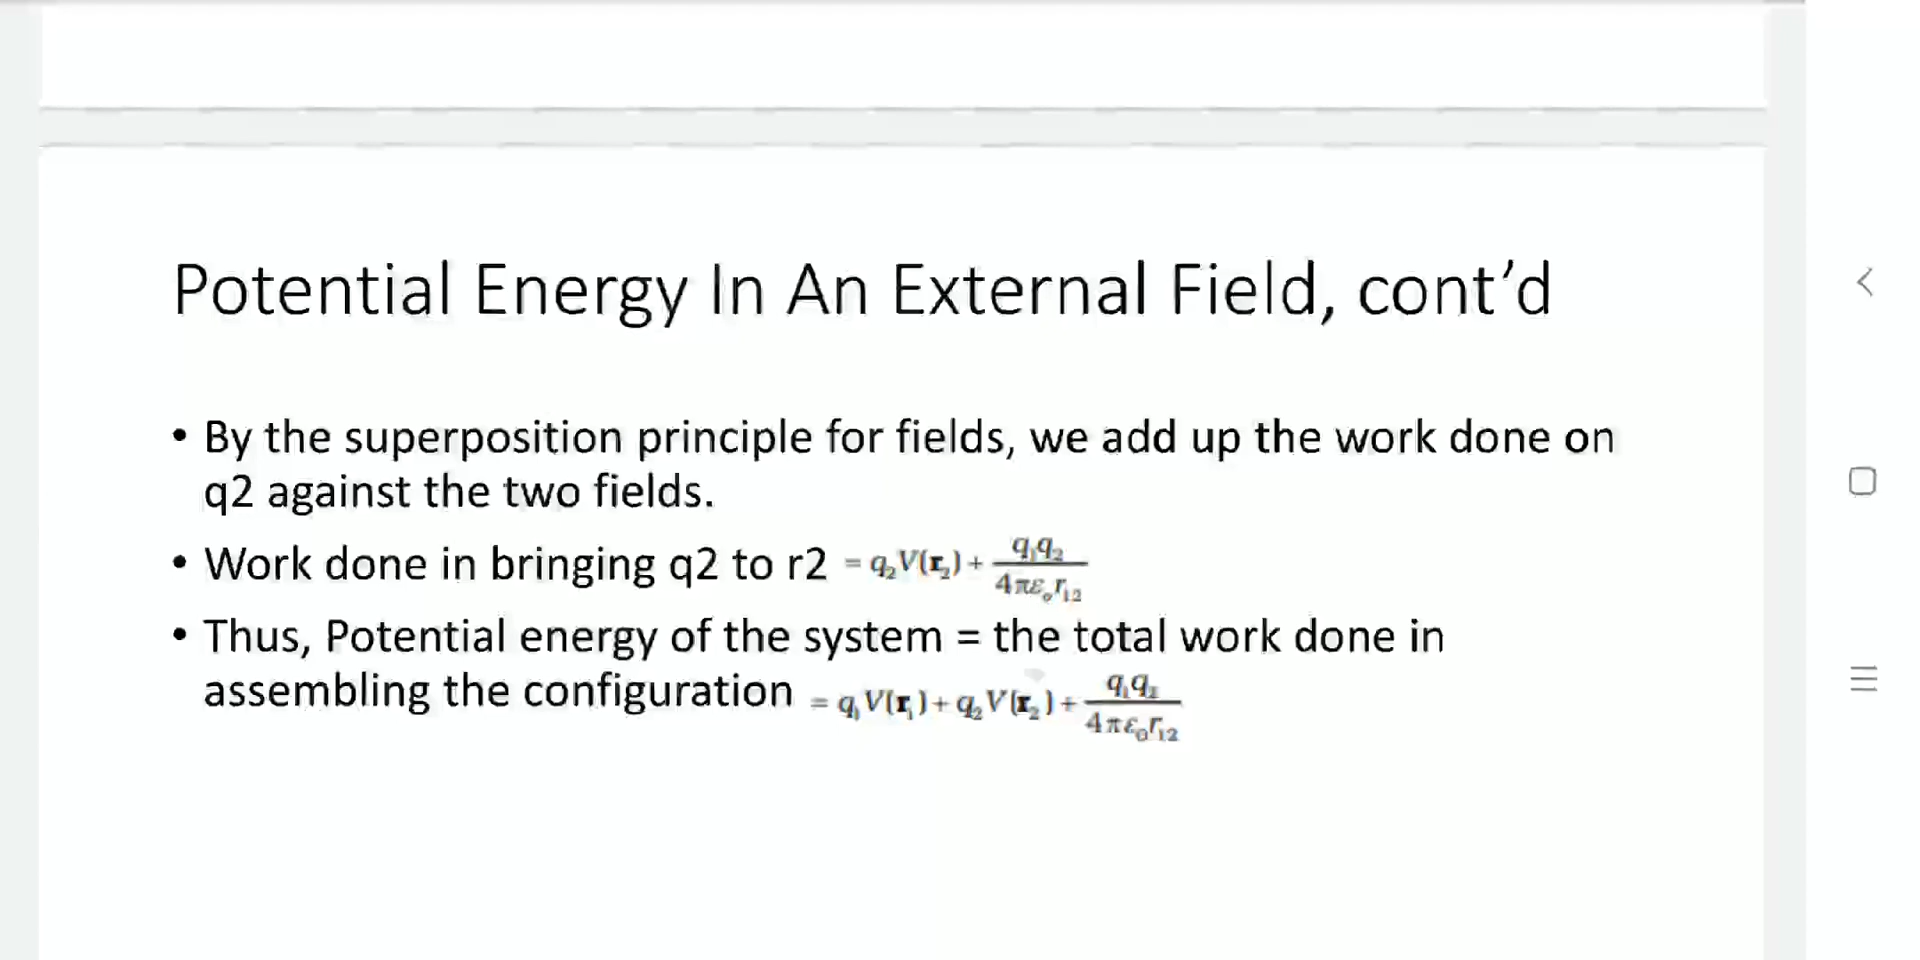 Potential Energy In An External Field, cont’d
• By the superposition principle for fields, we add up the work done on
q2 against the two fields.
• Work done in bringing q2 to r2 = q₂V(r₂) + q₁q₂ / 4πε₀r₁₂
• Thus, Potential energy of the system = the total work done in
assembling the configuration = q₁V(r₁) + q₂V(r₂) + q₁q₂ / 4πε₀r₁₂